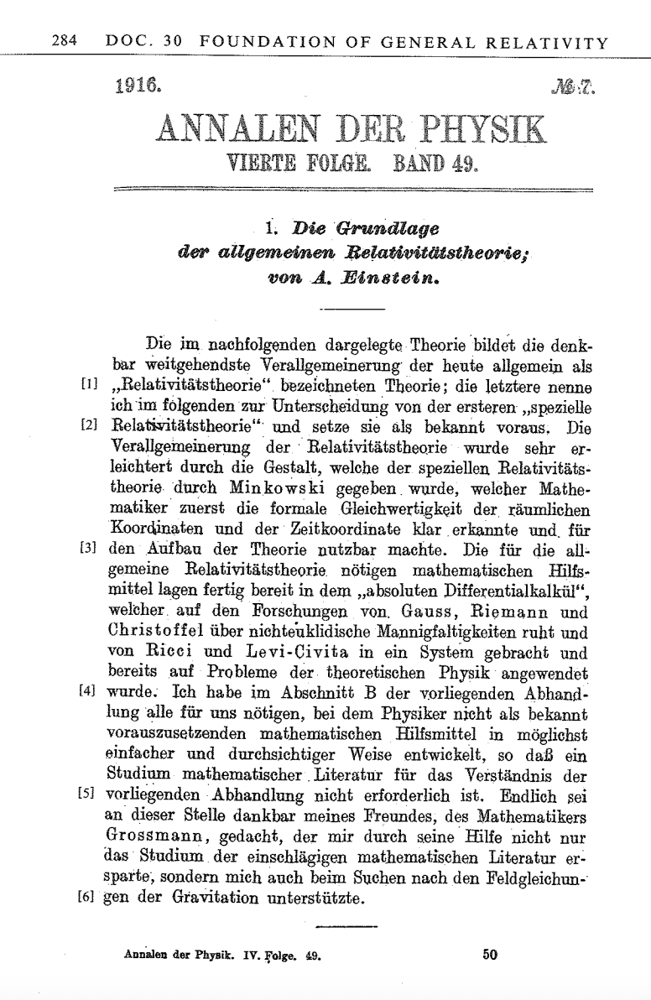 284 DOC. 30 FOUNDATION OF GENERAL RELATIVITY
1916. № 7.
ANNALEN DER PHYSIK
VIERTE FOLGE. BAND 49.
1. Die Grundlage
der allgemeinen Relativitätstheorie;
von A. Einstein.
Die im nachfolgenden dargelegte Theorie bildet die denk-
bar weitgehendste Verallgemeinerung der heute allgemein als
[1] „Relativitätstheorie“ bezeichneten Theorie; die letztere nenne
ich im folgenden zur Unterscheidung von der ersteren „spezielle
[2] Relativitätstheorie“ und setze sie als bekannt voraus. Die
Verallgemeinerung der Relativitätstheorie wurde sehr er-
leichtert durch die Gestalt, welche der speziellen Relativitäts-
theorie durch Minkowski gegeben wurde, welcher Mathe-
matiker zuerst die formale Gleichwertigkeit der räumlichen
Koordinaten und der Zeitkoordinate klar erkannte und für
[3] den Aufbau der Theorie nutzbar machte. Die für die all-
gemeine Relativitätstheorie nötigen mathematischen Hilfs-
mittel lagen fertig bereit in dem „absoluten Differentialkalkül“,
welcher auf den Forschungen von Gauss, Riemann und
Christoffel über nichteuklidische Mannigfaltigkeiten ruht und
von Ricci und Levi-Civita in ein System gebracht und
bereits auf Probleme der theoretischen Physik angewendet
[4] wurde. Ich habe im Abschnitt B der vorliegenden Abhand-
lung alle für uns nötigen, bei dem Physiker nicht als bekannt
vorauszusetzenden mathematischen Hilfsmittel in möglichst
einfacher und durchsichtiger Weise entwickelt, so daß ein
Studium mathematischer Literatur für das Verständnis der
[5] vorliegenden Abhandlung nicht erforderlich ist. Endlich sei
an dieser Stelle dankbar meines Freundes, des Mathematikers
Grossmann, gedacht, der mir durch seine Hilfe nicht nur
das Studium der einschlägigen mathematischen Literatur er-
sparte, sondern mich auch beim Suchen nach den Feldgleichun-
[6] gen der Gravitation unterstützte.
Annalen der Physik. IV. Folge. 49. 50